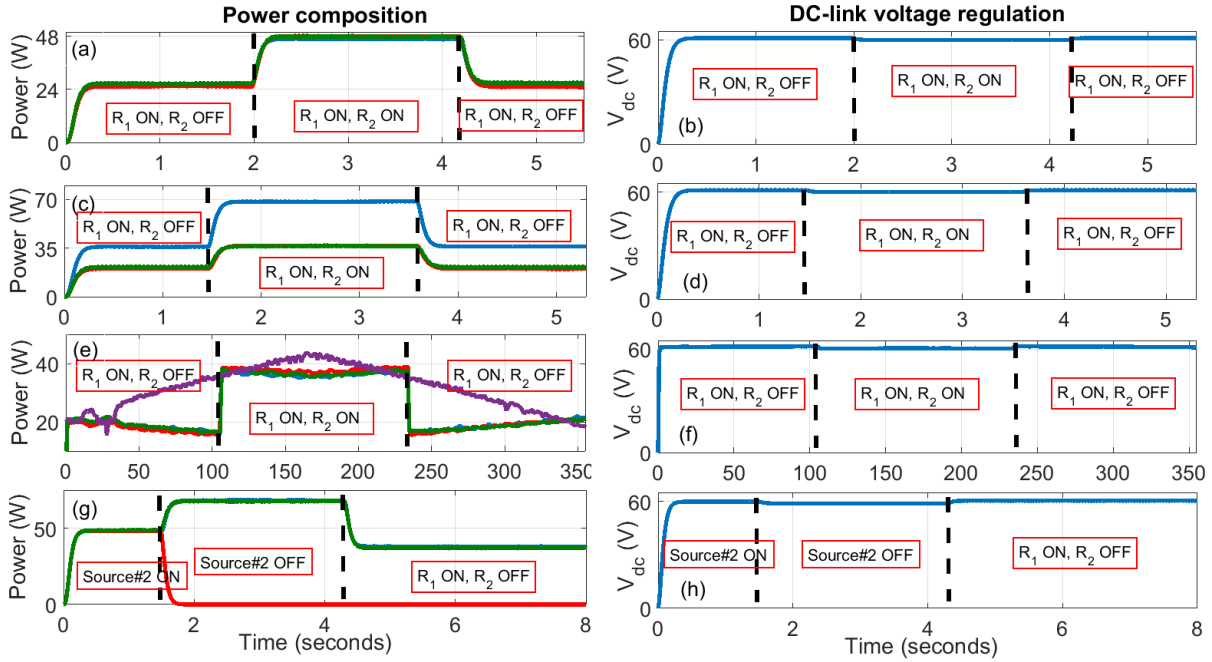 Power composition
DC-link voltage regulation
(a)
Power (W)
48
24
0
R1 ON, R2 OFF
R1 ON, R2 ON
R1 ON, R2 OFF
0 1 2 3 4 5
(b)
Vdc (V)
60
0
R1 ON, R2 OFF
R1 ON, R2 ON
R1 ON, R2 OFF
0 1 2 3 4 5
(c)
Power (W)
70
35
0
R1 ON, R2 OFF
R1 ON, R2 ON
R1 ON, R2 OFF
0 1 2 3 4 5
(d)
Vdc (V)
60
0
R1 ON, R2 OFF
R1 ON, R2 ON
R1 ON, R2 OFF
0 1 2 3 4 5
(e)
Power (W)
40
20
R1 ON, R2 OFF
R1 ON, R2 ON
R1 ON, R2 OFF
0 50 100 150 200 250 300 355
(f)
Vdc (V)
60
0
R1 ON, R2 OFF
R1 ON, R2 ON
R1 ON, R2 OFF
0 50 100 150 200 250 300 355
(g)
Power (W)
50
0
Source#2 ON
Source#2 OFF
R1 ON, R2 OFF
0 2 4 6 8
Time (seconds)
(h)
Vdc (V)
60
0
Source#2 ON
Source#2 OFF
R1 ON, R2 OFF
0 2 4 6 8
Time (seconds)